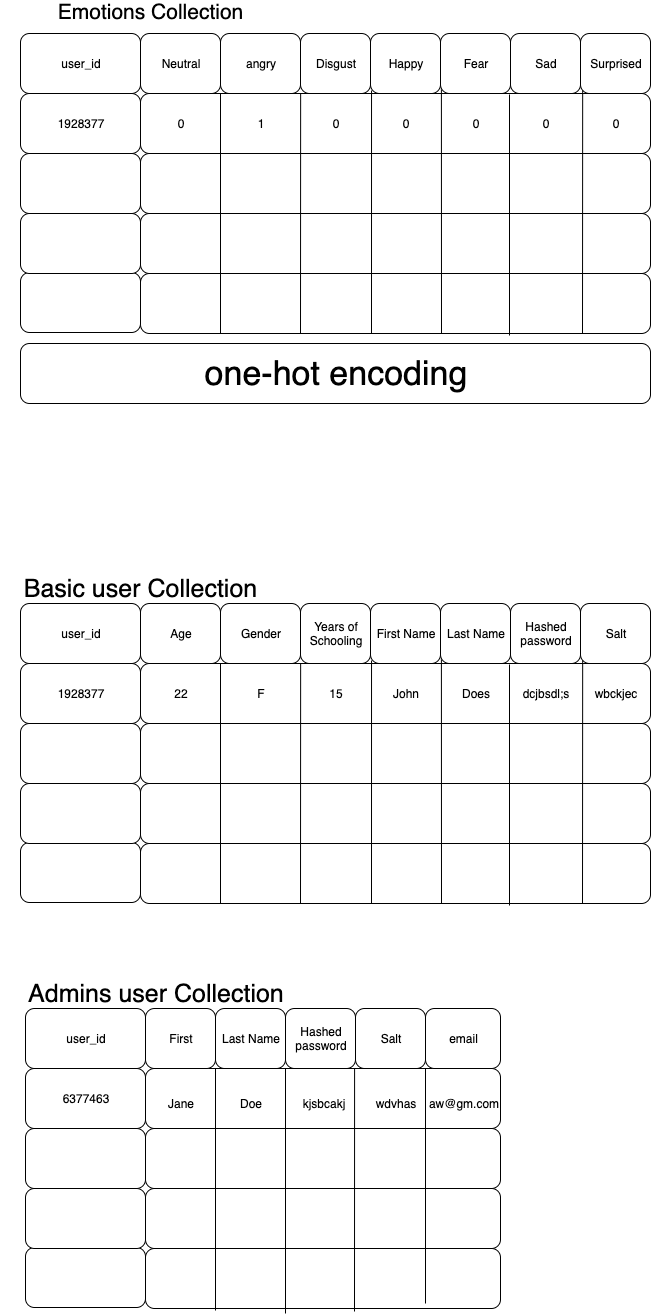 Emotions Collection
user_id Neutral angry Disgust Happy Fear Sad Surprised
1928377 0 1 0 0 0 0 0
one-hot encoding
Basic user Collection
user_id Age Gender Years of Schooling First Name Last Name Hashed password Salt
1928377 22 F 15 John Does dcjbsdl;s wbckjec
Admins user Collection
user_id First Last Name Hashed password Salt email
6377463 Jane Doe kjsbcakj wdvhas aw@gm.com